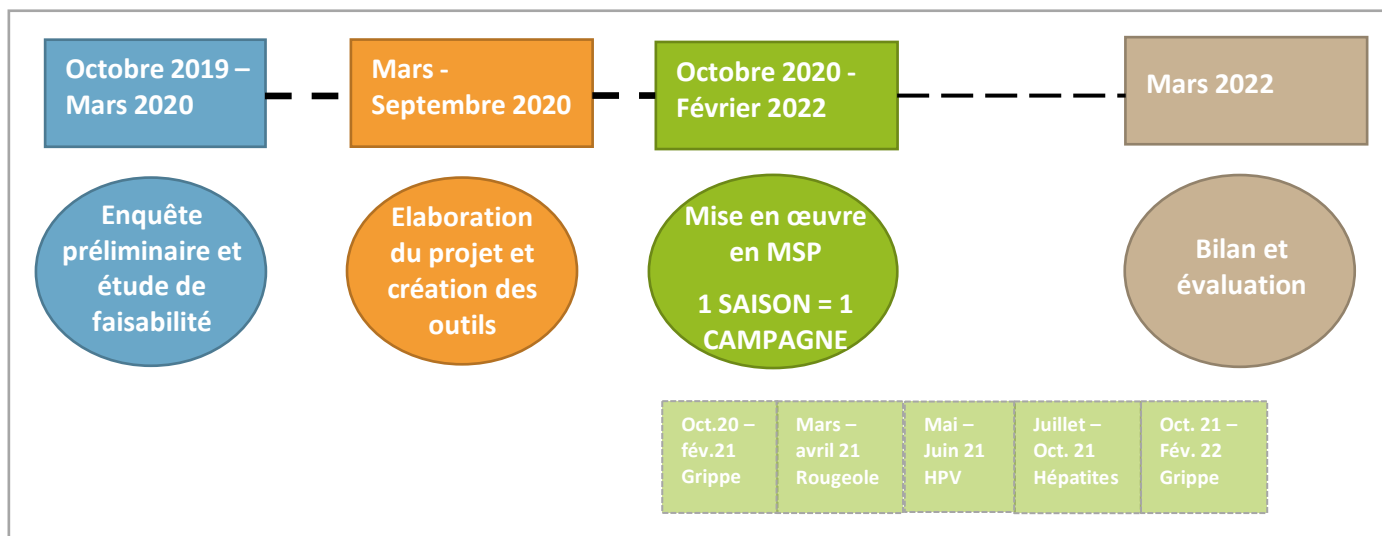 Octobre 2019 –
Mars 2020
Mars -
Septembre 2020
Octobre 2020 -
Février 2022
Mars 2022
Enquête
préliminaire et
étude de
faisabilité
Elaboration
du projet et
création des
outils
Mise en œuvre
en MSP
1 SAISON = 1
CAMPAGNE
Bilan et
évaluation
Oct.20 –
fév.21
Grippe
Mars –
avril 21
Rougeole
Mai –
Juin 21
HPV
Juillet –
Oct. 21
Hépatites
Oct. 21 –
Fév. 22
Grippe